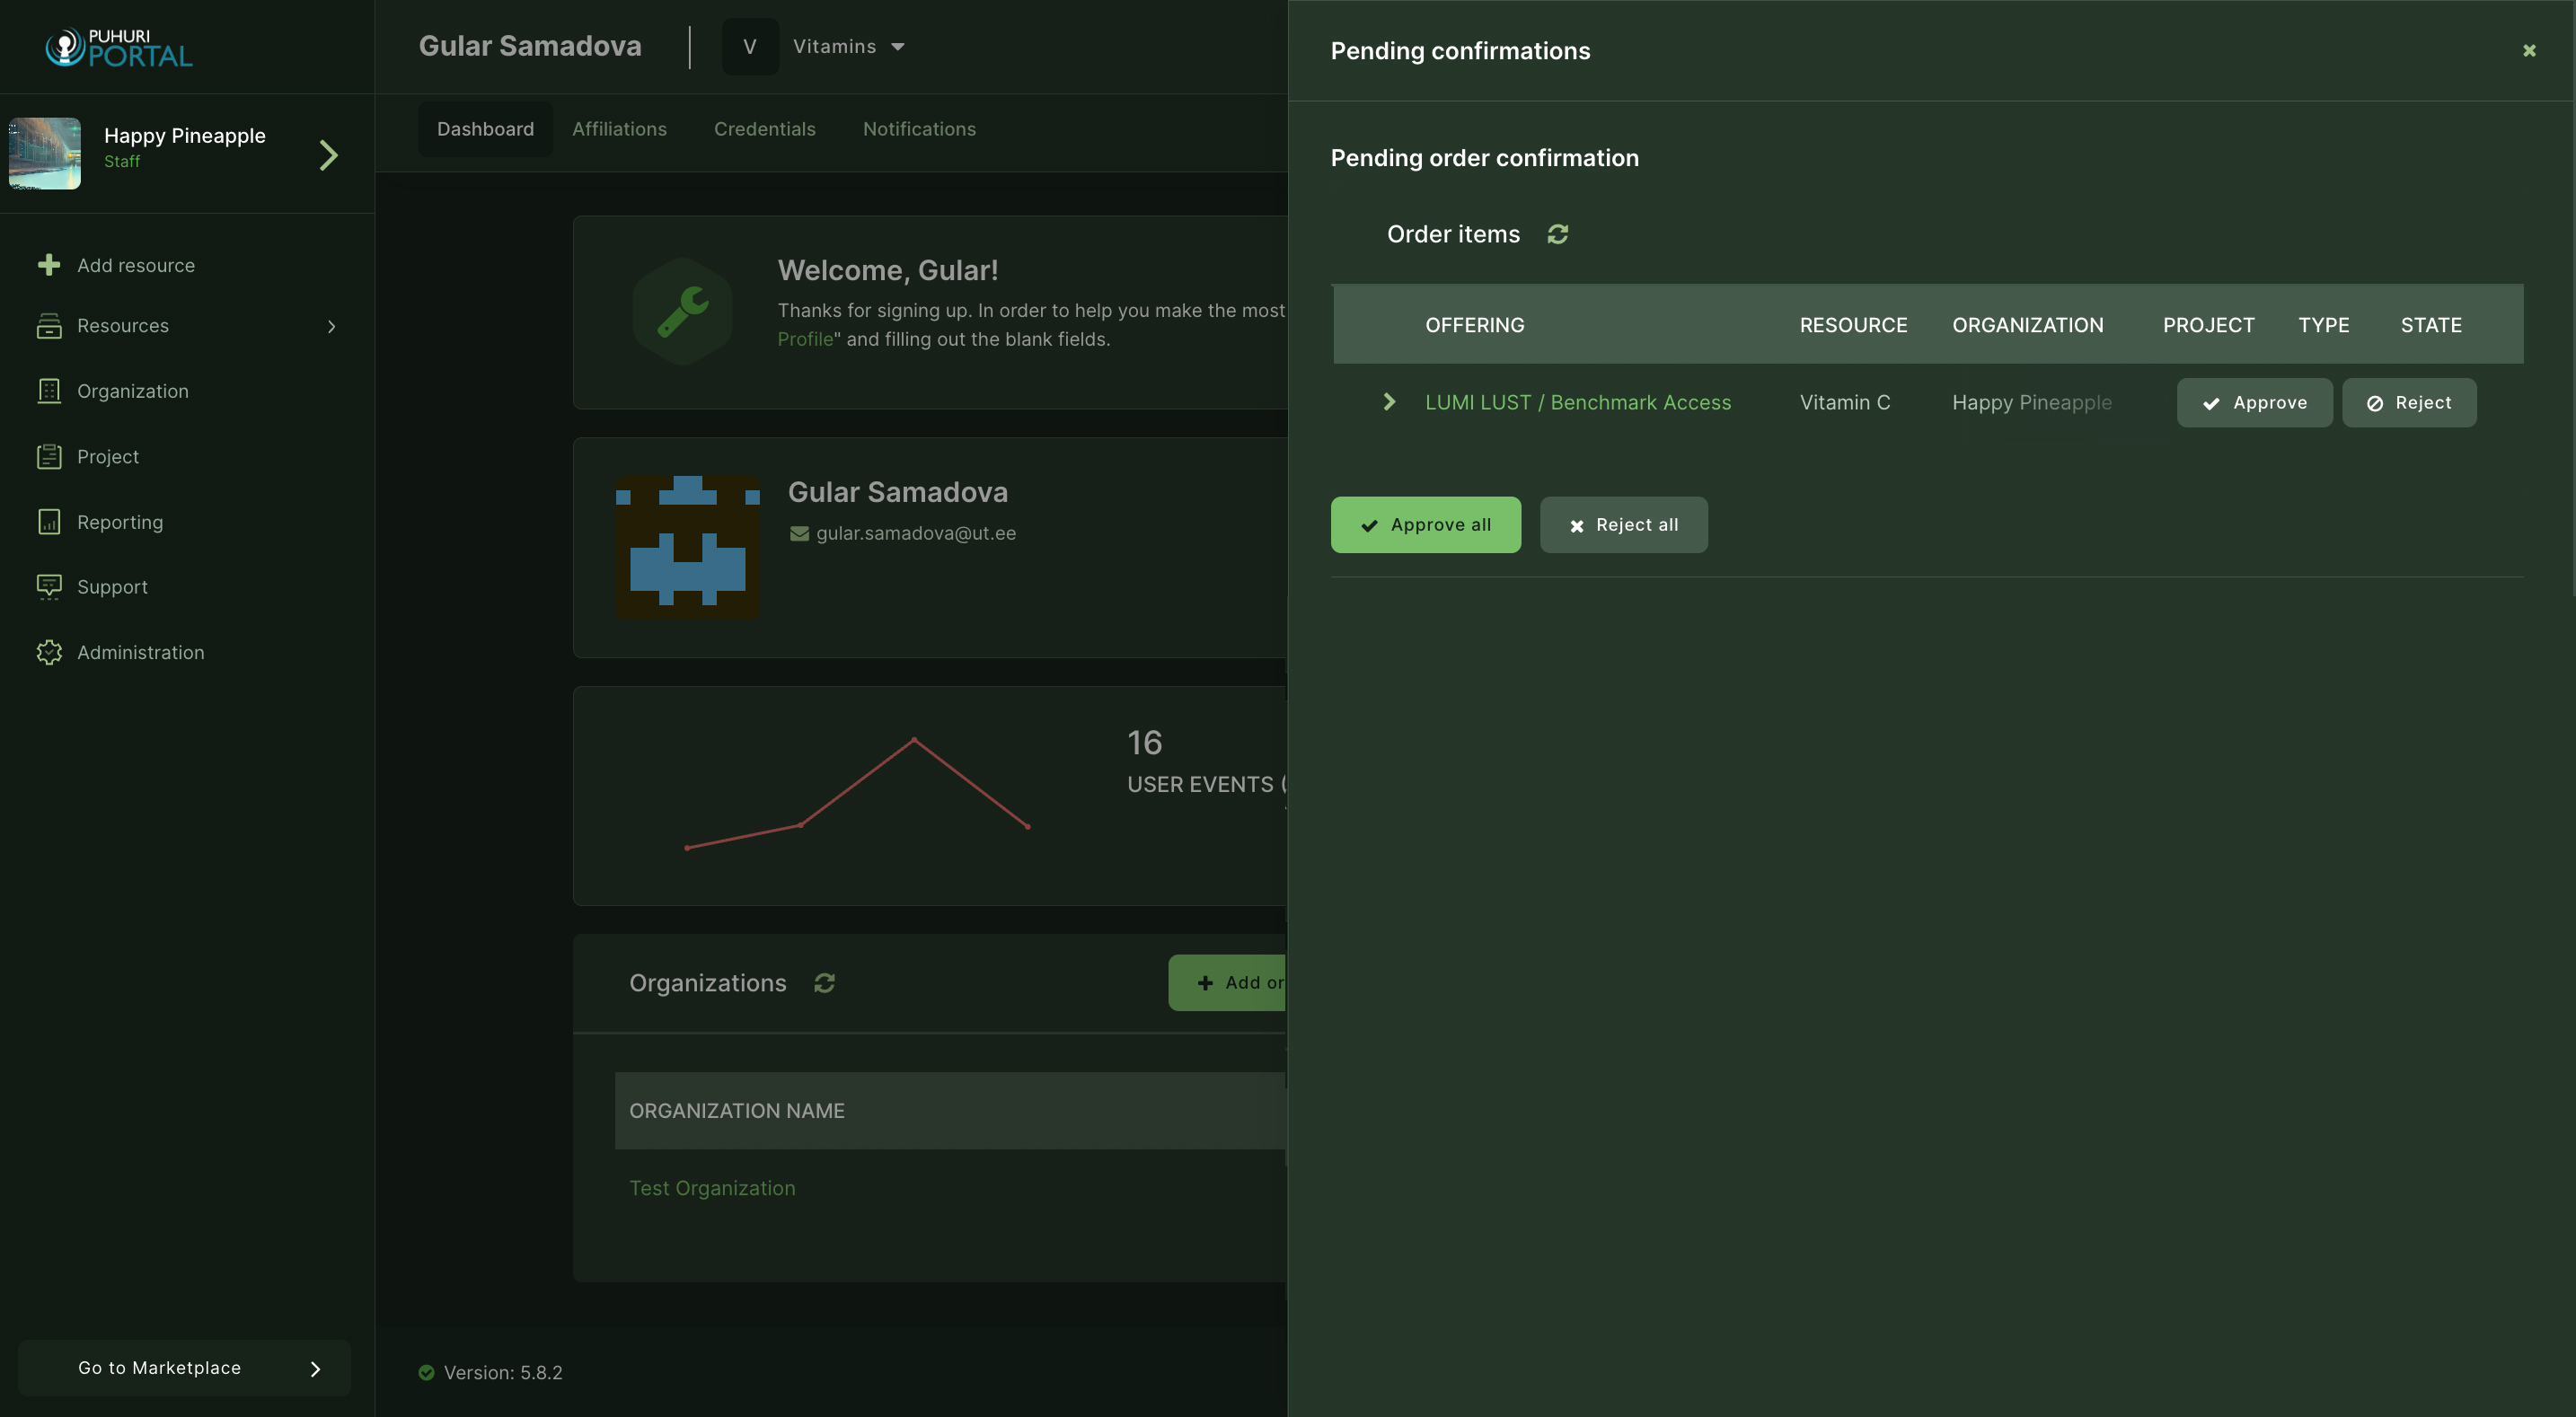 PUHURI
PORTAL
Happy Pineapple
Staff
Add resource
Resources
Organization
Project
Reporting
Support
Administration
Go to Marketplace
Gular Samadova
V Vitamins
Dashboard Affiliations Credentials Notifications
Welcome, Gular!
Thanks for signing up. In order to help you make the most
Profile" and filling out the blank fields.
Gular Samadova
gular.samadova@ut.ee
16
USER EVENTS (
Organizations
Add or
ORGANIZATION NAME
Test Organization
Version: 5.8.2
Pending confirmations
Pending order confirmation
Order items
OFFERING RESOURCE ORGANIZATION PROJECT TYPE STATE
LUMI LUST / Benchmark Access Vitamin C Happy Pineapple Approve Reject
Approve all Reject all